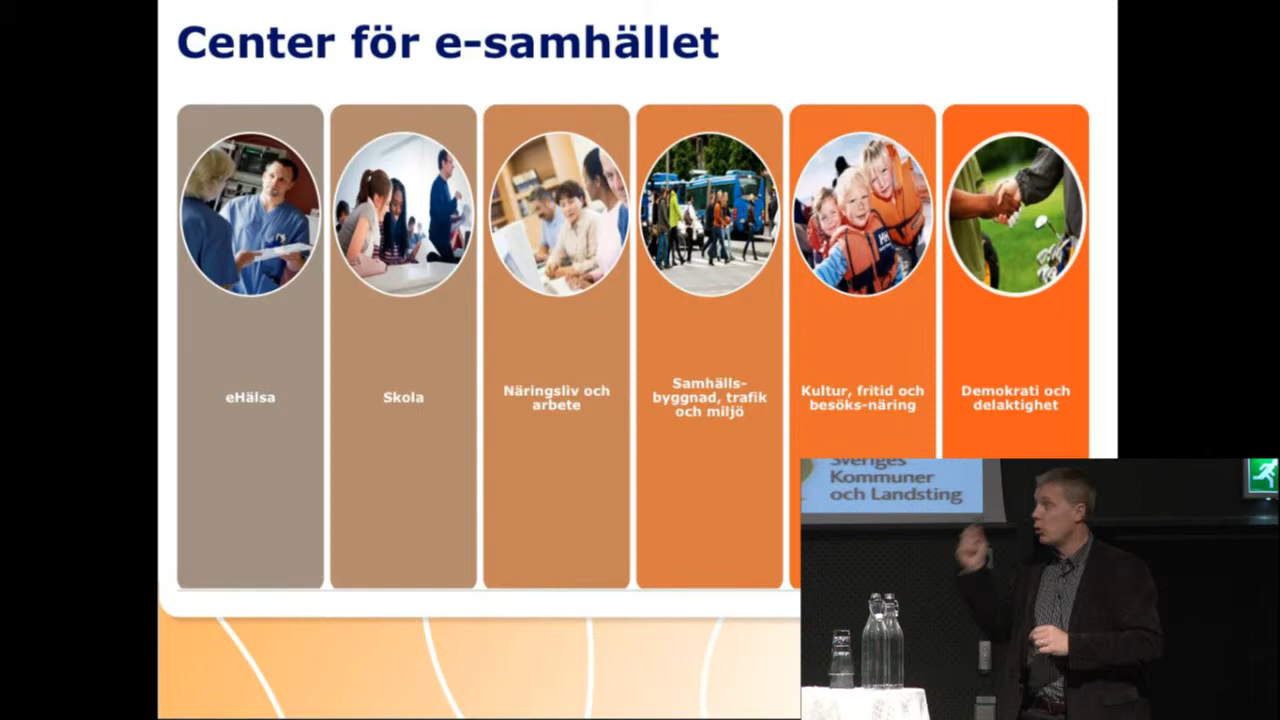 Center för e-samhället
eHälsa
Skola
Näringsliv och
arbete
Samhälls-
byggnad, trafik
och miljö
Kultur, fritid och
besöks-näring
Demokrati och
delaktighet
Sveriges
Kommuner
och Landsting